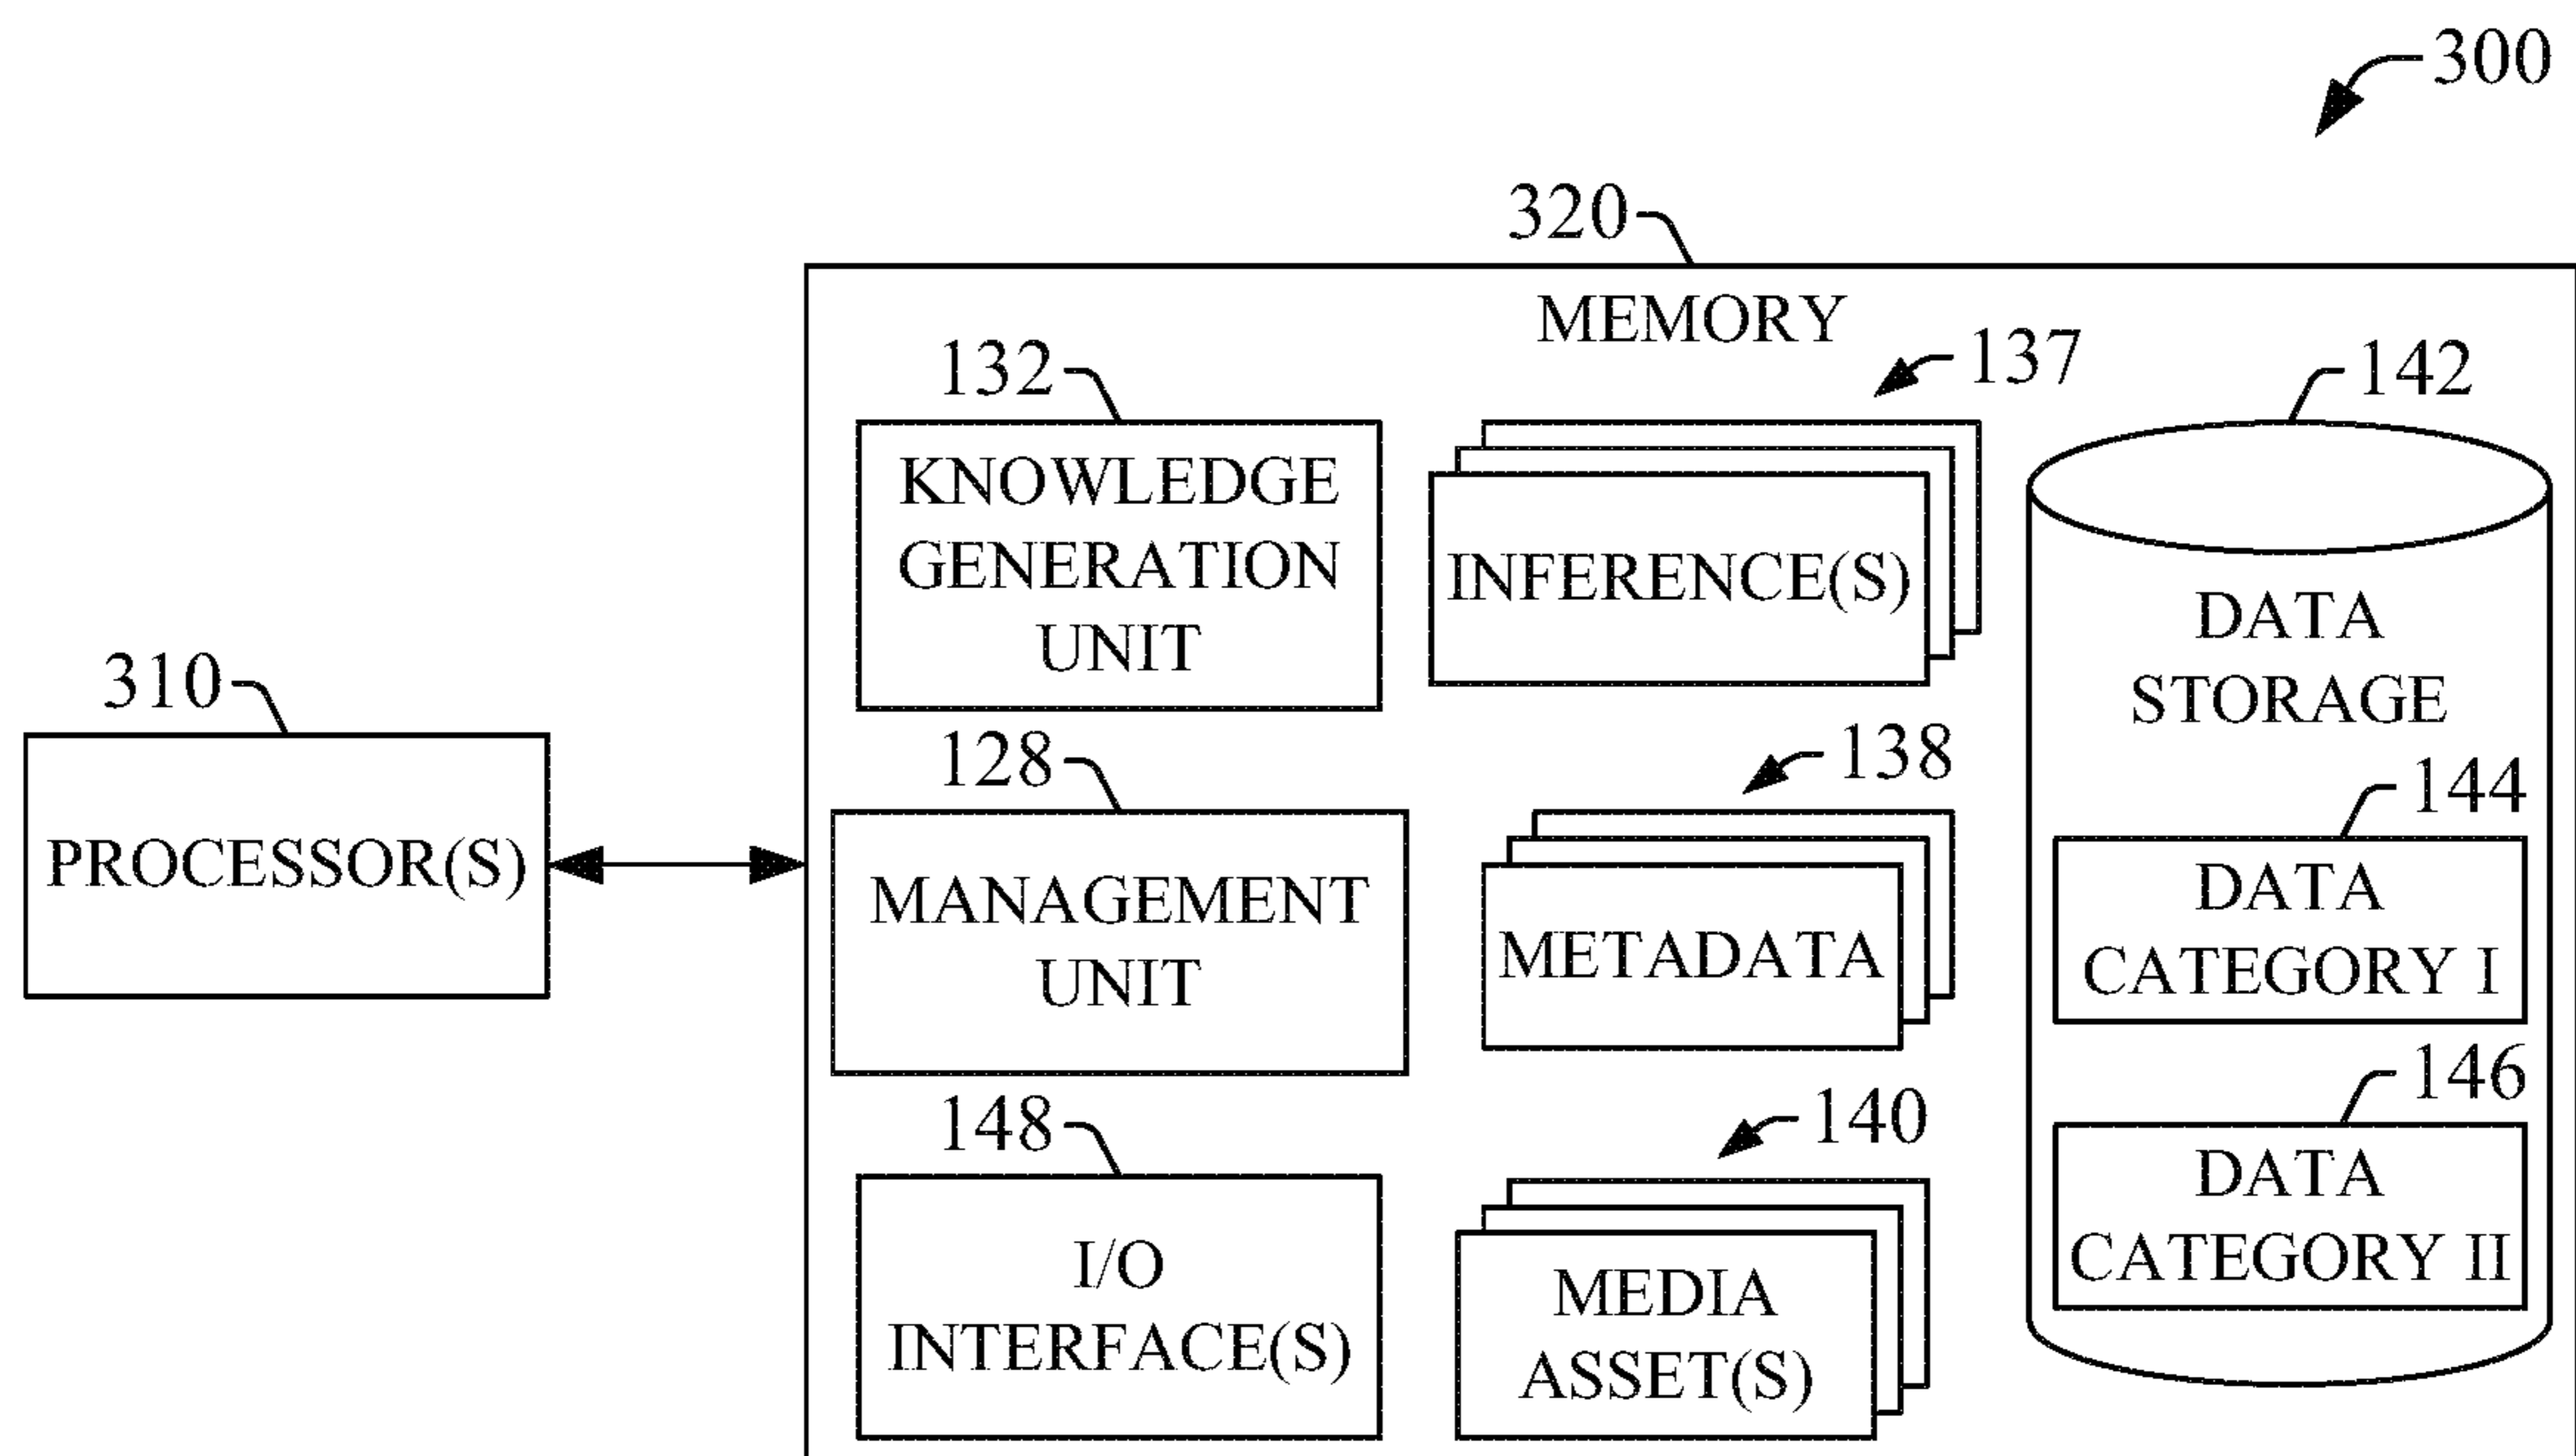 300
320
MEMORY
132
KNOWLEDGE
GENERATION
UNIT
137
INFERENCE(S)
142
DATA
STORAGE
310
PROCESSOR(S)
128
MANAGEMENT
UNIT
138
METADATA
144
DATA
CATEGORY I
148
I/O
INTERFACE(S)
140
MEDIA
ASSET(S)
146
DATA
CATEGORY II